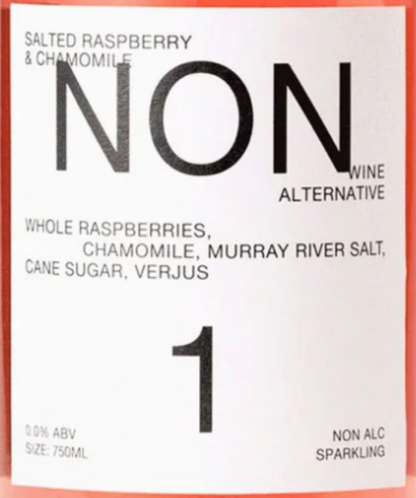 SALTED RASPBERRY
& CHAMOMILE
NON
WINE
ALTERNATIVE
WHOLE RASPBERRIES,
CHAMOMILE, MURRAY RIVER SALT,
CANE SUGAR, VERJUS
1
0.0% ABV
SIZE: 750ML
NON ALC
SPARKLING